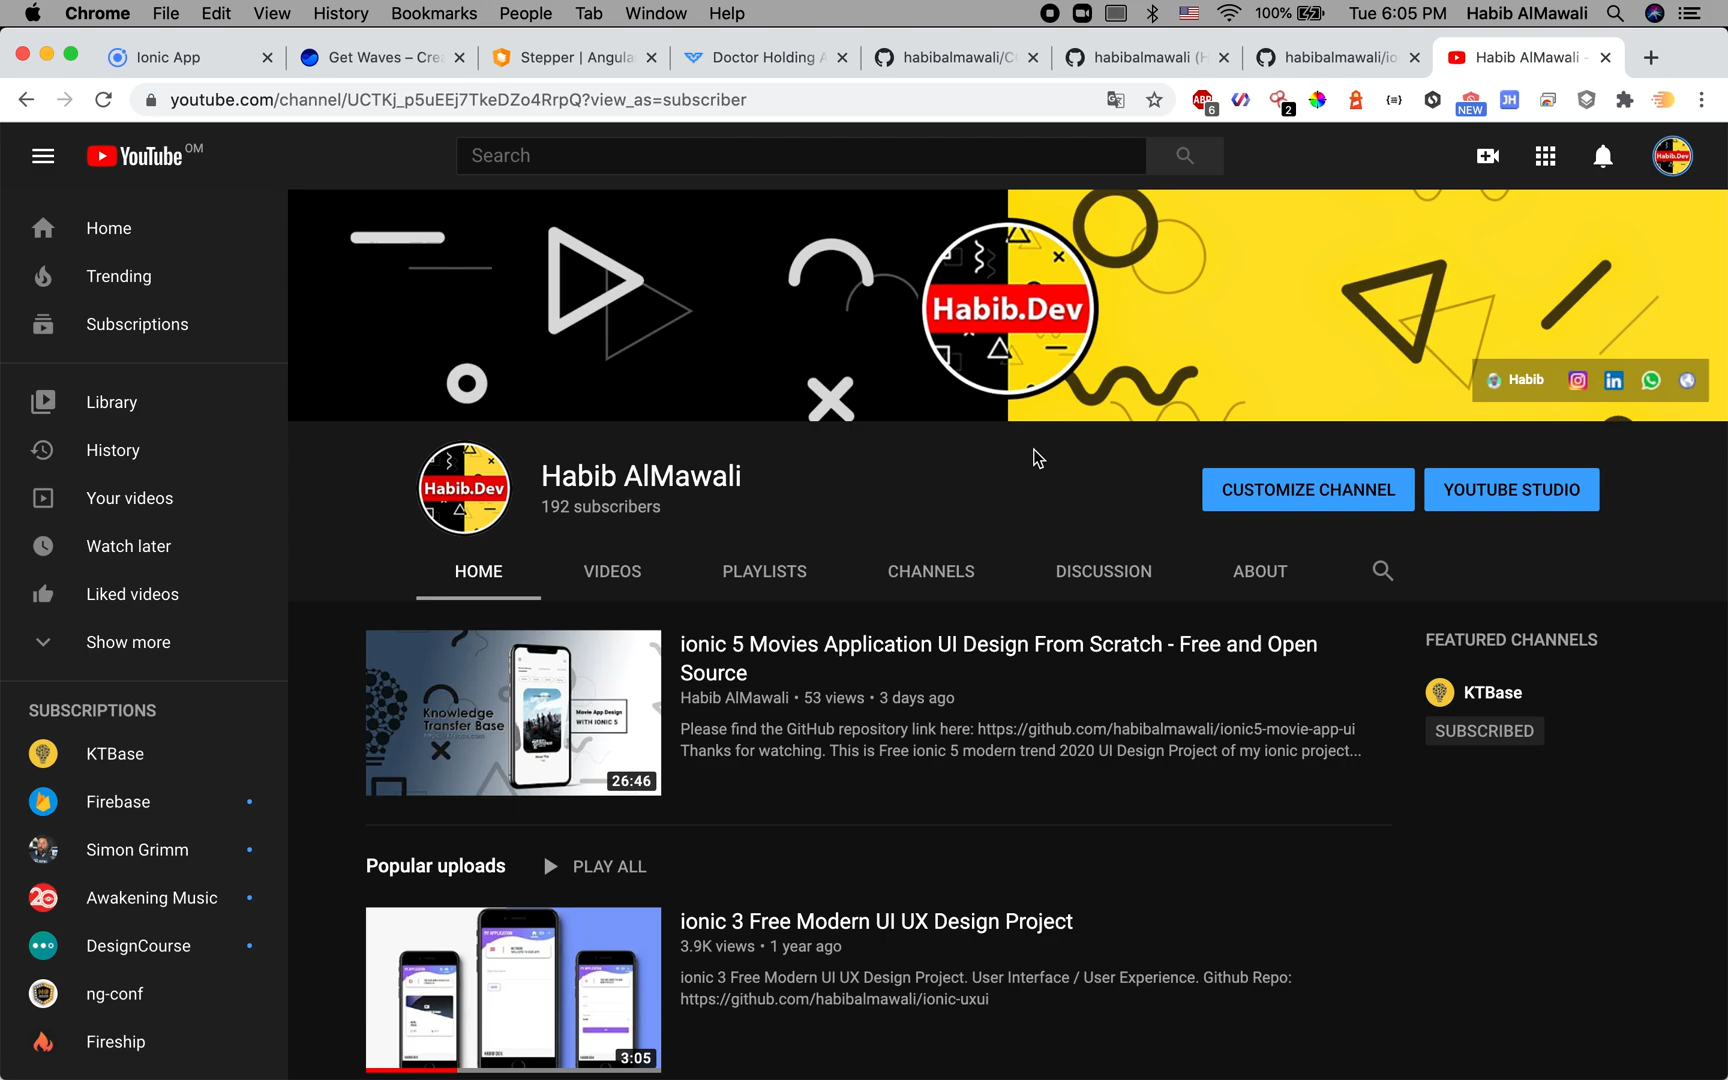 Chrome File Edit View History Bookmarks People Tab Window Help 100% Tue 6:05 PM Habib AlMawali
Ionic App Get Waves – Cre Stepper | Angula Doctor Holding A habibalmawali/C habibalmawali (H habibalmawali/io Habib AlMawali -
youtube.com/channel/UCTKj_p5uEEj7TkeDZo4RrpQ?view_as=subscriber ABP 6 2 NEW JH
YouTube OM Search Habib.Dev
Home
Trending
Subscriptions
Library
History
Your videos
Watch later
Liked videos
Show more
SUBSCRIPTIONS
KTBase
Firebase
Simon Grimm
Awakening Music
DesignCourse
ng-conf
Fireship
Habib.Dev
Habib
Habib.Dev
Habib AlMawali
192 subscribers
CUSTOMIZE CHANNEL YOUTUBE STUDIO
HOME VIDEOS PLAYLISTS CHANNELS DISCUSSION ABOUT
Knowledge
Transfer Base
Movie App Design
WITH IONIC 5
26:46
ionic 5 Movies Application UI Design From Scratch - Free and Open
Source
Habib AlMawali • 53 views • 3 days ago
Please find the GitHub repository link here: https://github.com/habibalmawali/ionic5-movie-app-ui
Thanks for watching. This is Free ionic 5 modern trend 2020 UI Design Project of my ionic project...
FEATURED CHANNELS
KTBase
SUBSCRIBED
Popular uploads PLAY ALL
3:05
ionic 3 Free Modern UI UX Design Project
3.9K views • 1 year ago
ionic 3 Free Modern UI UX Design Project. User Interface / User Experience. Github Repo:
https://github.com/habibalmawali/ionic-uxui